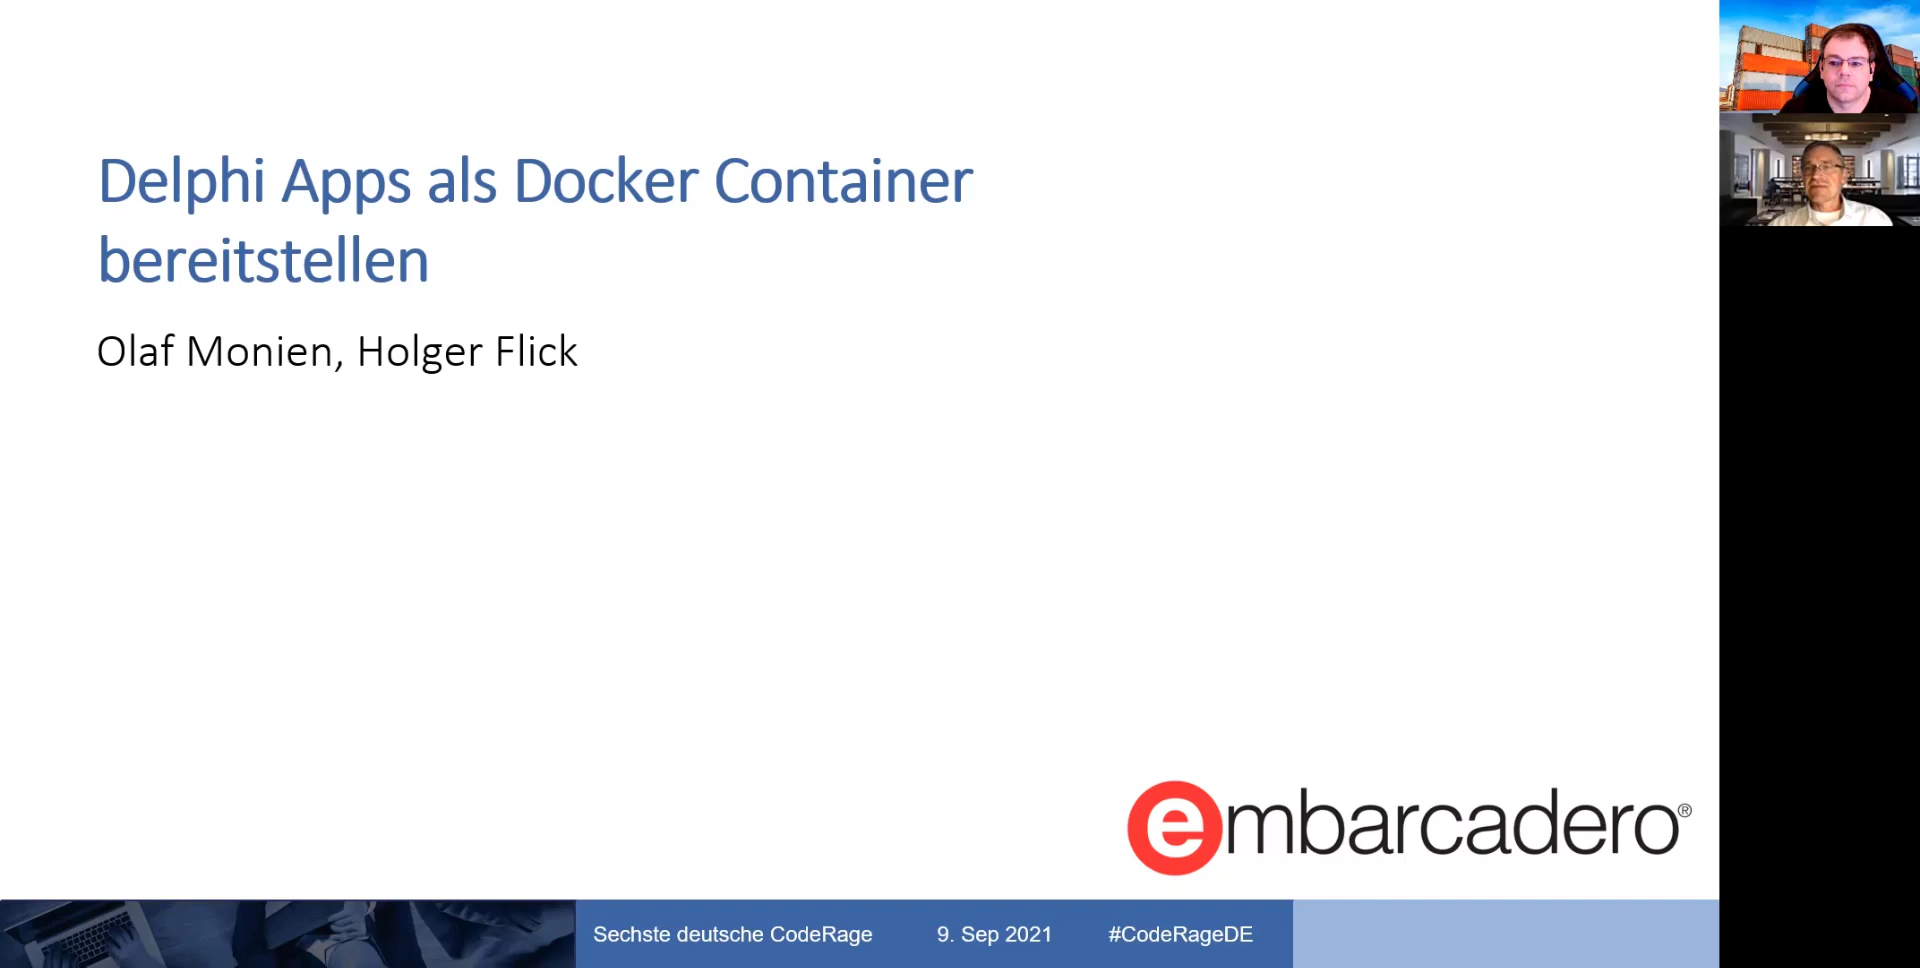 Delphi Apps als Docker Container
bereitstellen
Olaf Monien, Holger Flick
embarcadero®
Sechste deutsche CodeRage 9. Sep 2021 #CodeRageDE